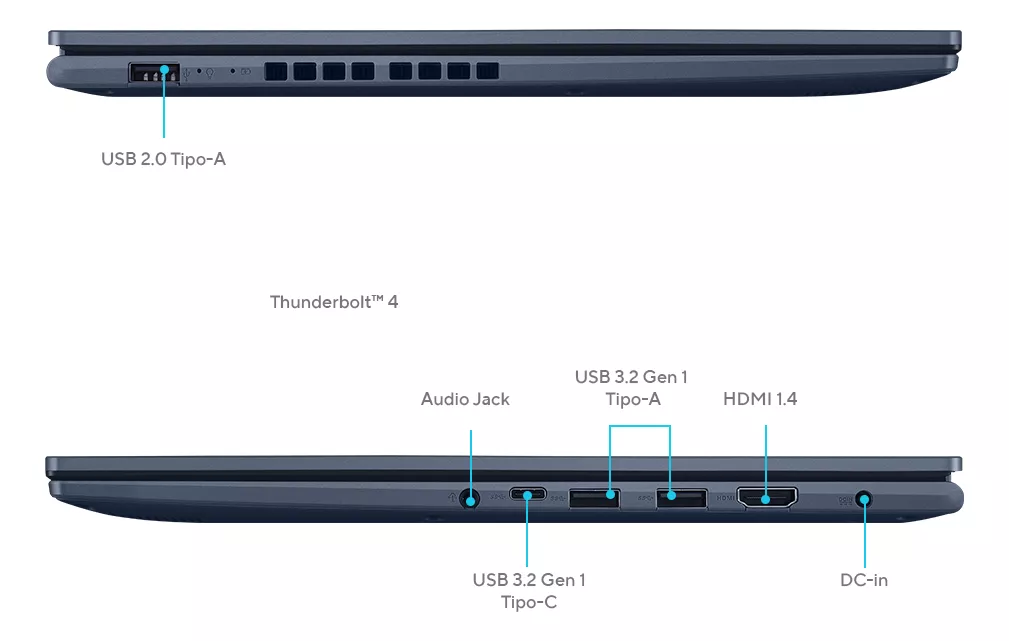 USB 2.0 Tipo-A
Thunderbolt™ 4
Audio Jack
USB 3.2 Gen 1
Tipo-A
HDMI 1.4
USB 3.2 Gen 1
Tipo-C
DC-in